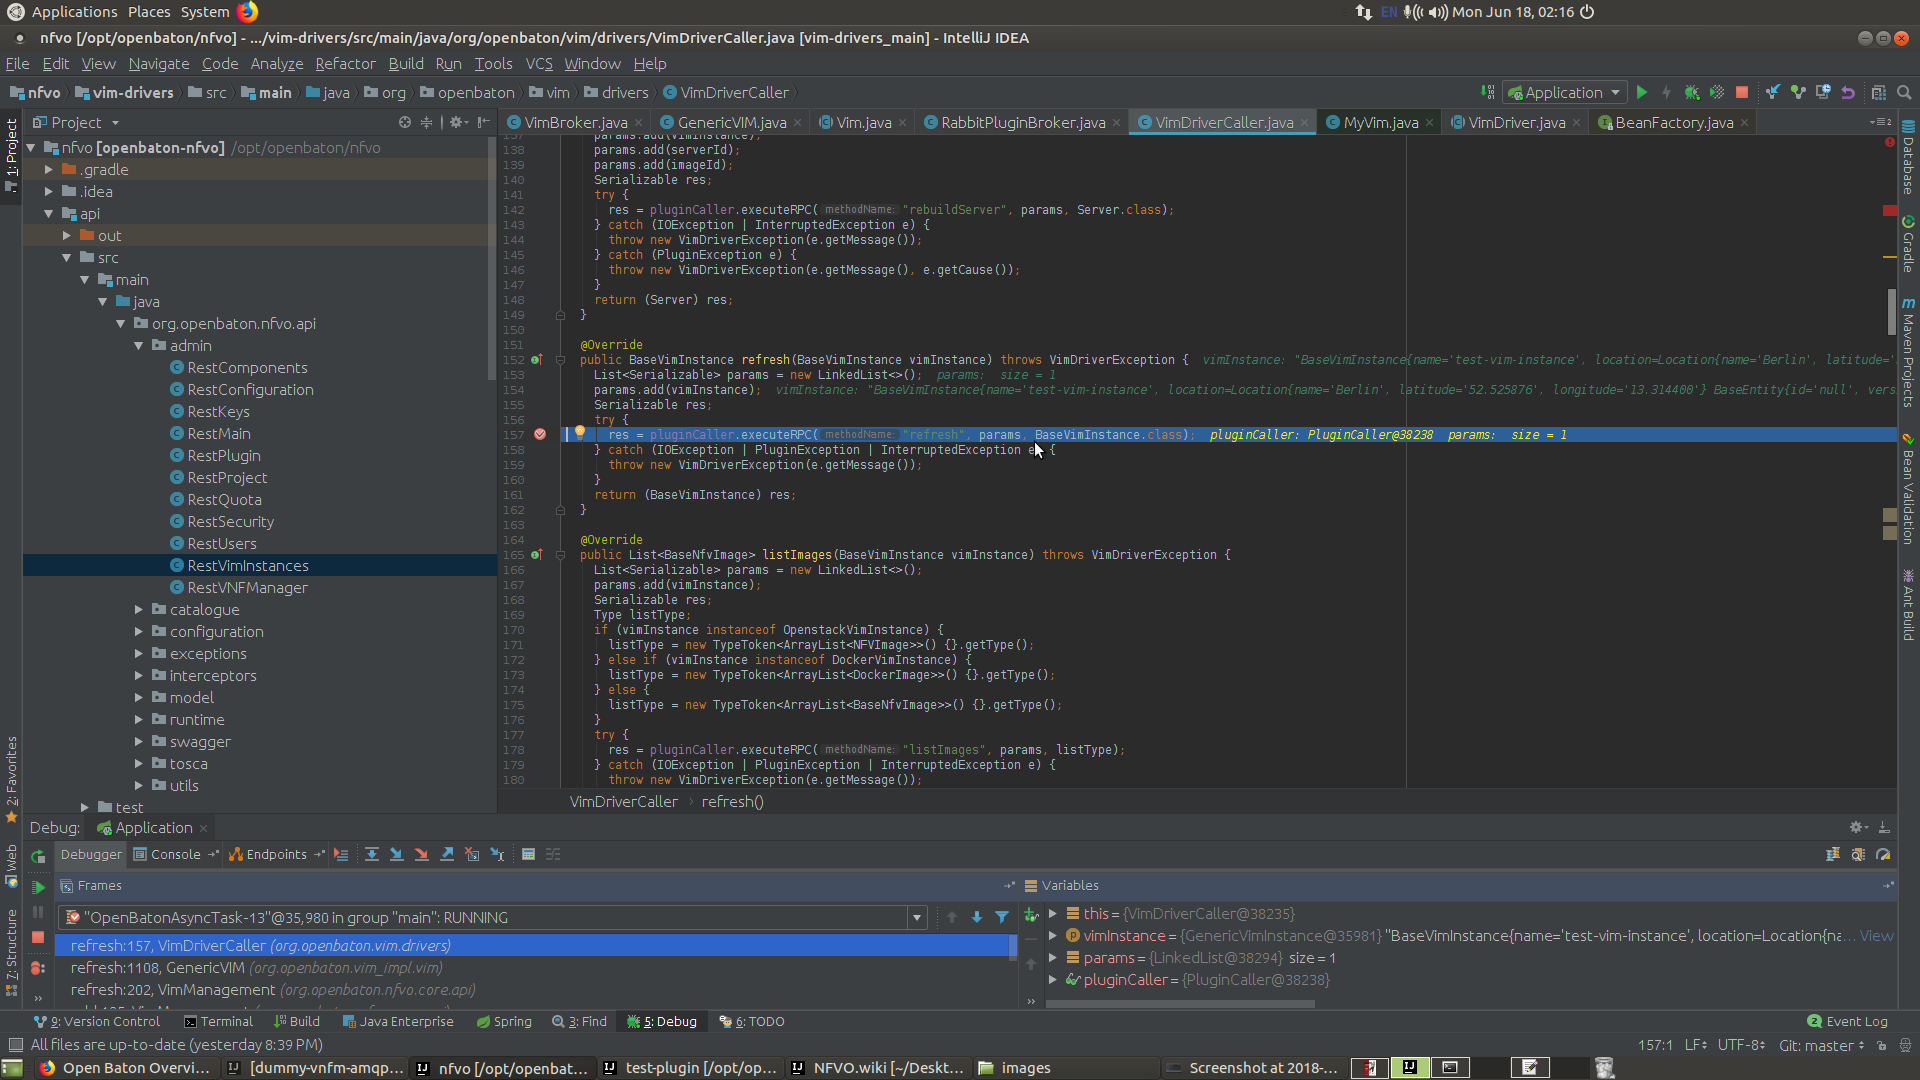 Applications Places System EN Mon Jun 18, 02:16
nfvo [/opt/openbaton/nfvo] - .../vim-drivers/src/main/java/org/openbaton/vim/drivers/VimDriverCaller.java [vim-drivers_main] - IntelliJ IDEA
File Edit View Navigate Code Analyze Refactor Build Run Tools VCS Window Help
nfvo vim-drivers src main java org openbaton vim drivers VimDriverCaller Application
1: Project
Project
VimBroker.java GenericVIM.java Vim.java RabbitPluginBroker.java VimDriverCaller.java MyVim.java VimDriver.java BeanFactory.java
nfvo [openbaton-nfvo] /opt/openbaton/nfvo
.gradle
.idea
api
out
src
main
java
org.openbaton.nfvo.api
admin
RestComponents
RestConfiguration
RestKeys
RestMain
RestPlugin
RestProject
RestQuota
RestSecurity
RestUsers
RestVimInstances
RestVNFManager
catalogue
configuration
exceptions
interceptors
model
runtime
swagger
tosca
utils
test
137 params.add(vimInstance);
138 params.add(serverId);
139 params.add(imageId);
140 Serializable res;
141 try {
142 res = pluginCaller.executeRPC( methodName: "rebuildServer", params, Server.class);
143 } catch (IOException | InterruptedException e) {
144 throw new VimDriverException(e.getMessage());
145 } catch (PluginException e) {
146 throw new VimDriverException(e.getMessage(), e.getCause());
147 }
148 return (Server) res;
149 }
150
151 @Override
152 public BaseVimInstance refresh(BaseVimInstance vimInstance) throws VimDriverException { vimInstance: "BaseVimInstance{name='test-vim-instance', location=Location{name='Berlin', latitude='
153 List<Serializable> params = new LinkedList<>(); params: size = 1
154 params.add(vimInstance); vimInstance: "BaseVimInstance{name='test-vim-instance', location=Location{name='Berlin', latitude='52.525876', longitude='13.314400'} BaseEntity{id='null', vers
155 Serializable res;
156 try {
157 res = pluginCaller.executeRPC( methodName: "refresh", params, BaseVimInstance.class); pluginCaller: PluginCaller@38238 params: size = 1
158 } catch (IOException | PluginException | InterruptedException e) {
159 throw new VimDriverException(e.getMessage());
160 }
161 return (BaseVimInstance) res;
162 }
163
164 @Override
165 public List<BaseNfvImage> listImages(BaseVimInstance vimInstance) throws VimDriverException {
166 List<Serializable> params = new LinkedList<>();
167 params.add(vimInstance);
168 Serializable res;
169 Type listType;
170 if (vimInstance instanceof OpenstackVimInstance) {
171 listType = new TypeToken<ArrayList<NFVImage>>() {}.getType();
172 } else if (vimInstance instanceof DockerVimInstance) {
173 listType = new TypeToken<ArrayList<DockerImage>>() {}.getType();
174 } else {
175 listType = new TypeToken<ArrayList<BaseNfvImage>>() {}.getType();
176 }
177 try {
178 res = pluginCaller.executeRPC( methodName: "listImages", params, listType);
179 } catch (IOException | PluginException | InterruptedException e) {
180 throw new VimDriverException(e.getMessage());
VimDriverCaller refresh()
Database
Gradle
Maven Projects
Bean Validation
Ant Build
2: Favorites
Web
7: Structure
Debug: Application
Debugger Console Endpoints
Frames
Variables
"OpenBatonAsyncTask-13"@35,980 in group "main": RUNNING
refresh:157, VimDriverCaller (org.openbaton.vim.drivers)
refresh:1108, GenericVIM (org.openbaton.vim_impl.vim)
refresh:202, VimManagement (org.openbaton.nfvo.core.api)
this = {VimDriverCaller@38235}
vimInstance = {GenericVimInstance@35981} "BaseVimInstance{name='test-vim-instance', location=Location{na... View
params = {LinkedList@38294} size = 1
pluginCaller = {PluginCaller@38238}
9: Version Control Terminal Build Java Enterprise Spring 3: Find 5: Debug 6: TODO Event Log
All files are up-to-date (yesterday 8:39 PM) 157:1 LF UTF-8 Git: master
Open Baton Overvi... [dummy-vnfm-amqp... nfvo [/opt/openbat... test-plugin [/opt/op... NFVO.wiki [~/Deskt... images Screenshot at 2018-...